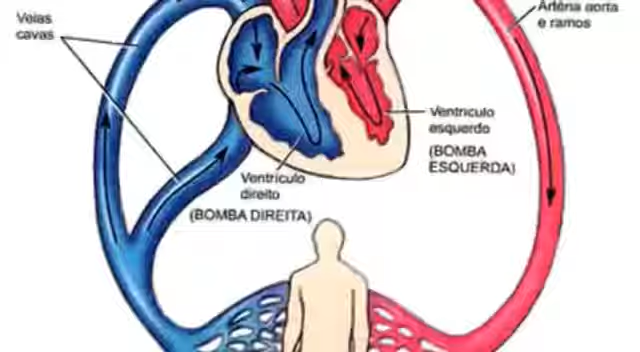 Veias
cavas
Artéria aorta
e ramos
Ventrículo
esquerdo
(BOMBA
ESQUERDA)
Ventrículo
direito
(BOMBA DIREITA)